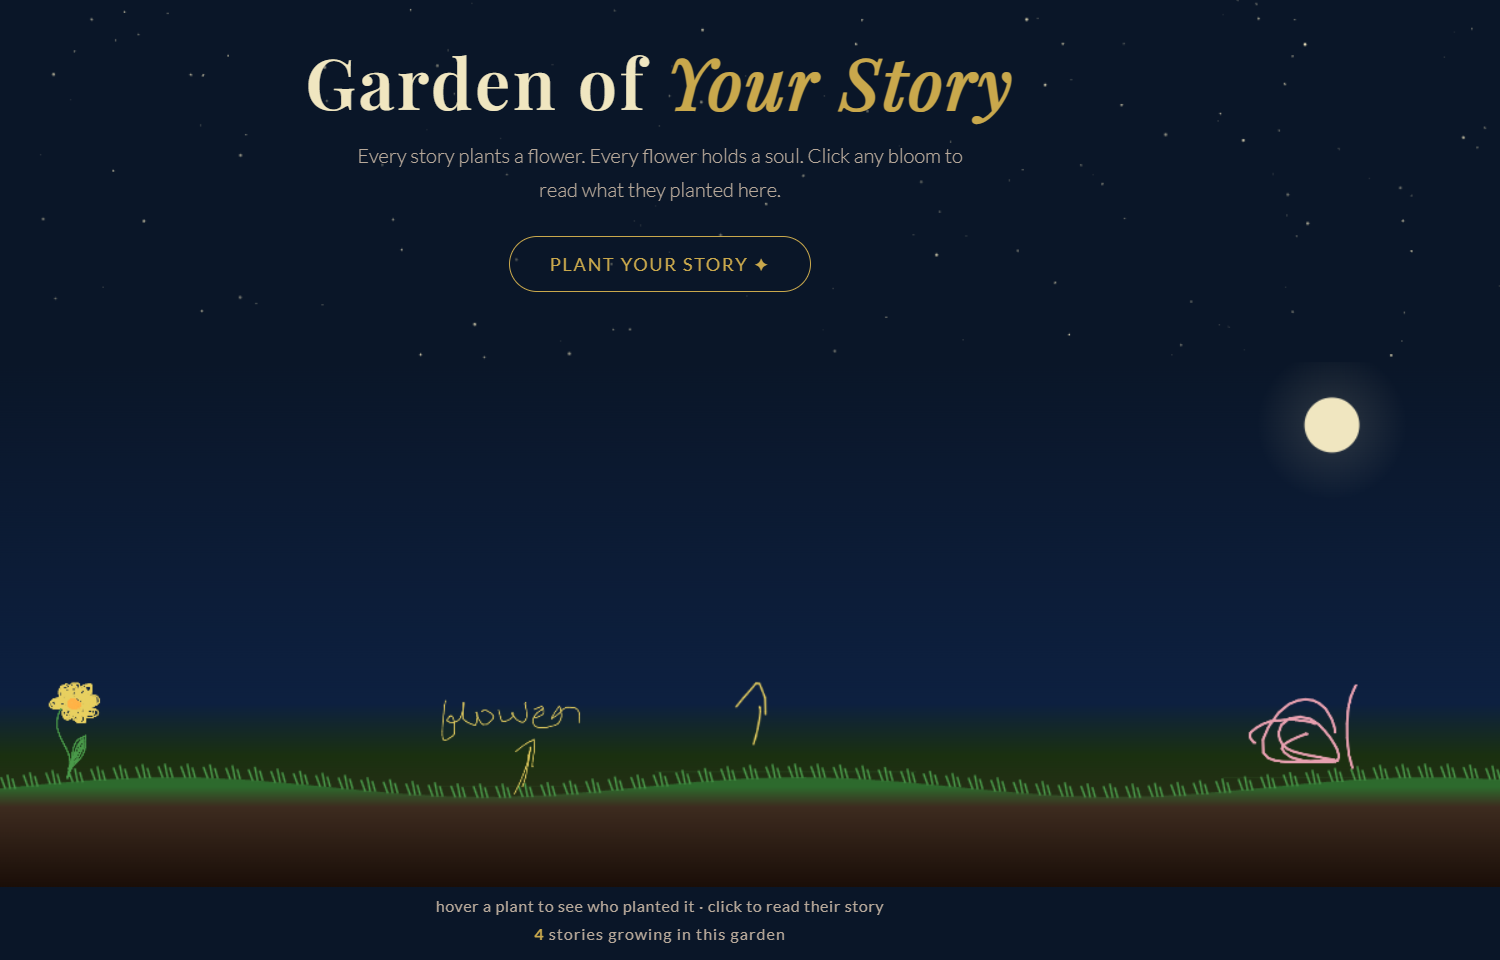 Garden of Your Story
Every story plants a flower. Every flower holds a soul. Click any bloom to
read what they planted here.
PLANT YOUR STORY ✦
flower
hover a plant to see who planted it · click to read their story
4 stories growing in this garden